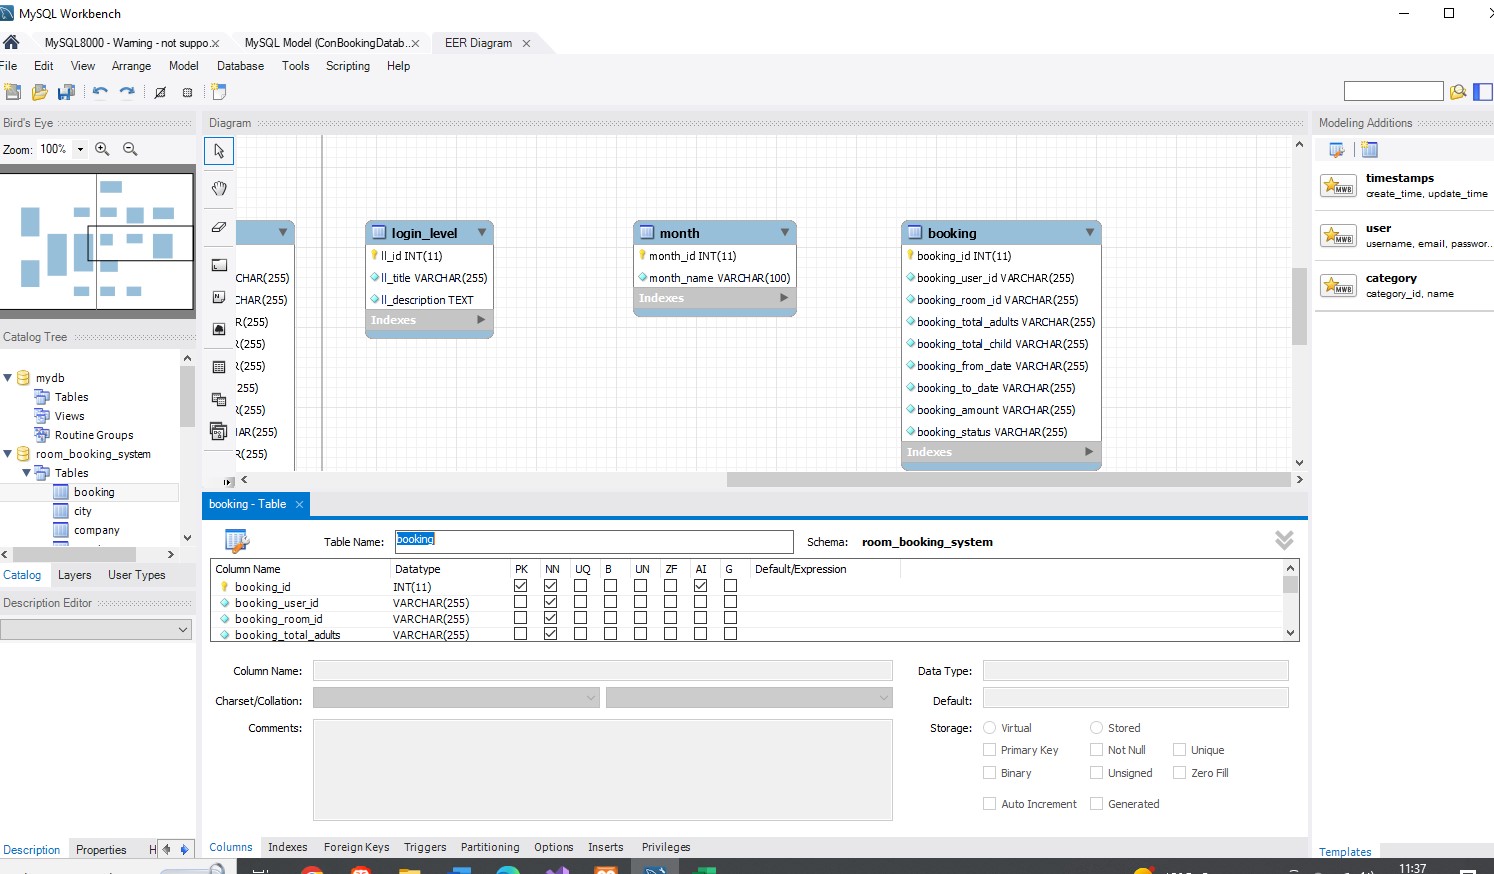 MySQL Workbench
MySQL8000 - Warning - not suppo..x
MySQL Model (ConBookingDatab..x
EER Diagram x
File Edit View Arrange Model Database Tools Scripting Help
Bird's Eye
Zoom: 100%
Catalog Tree
mydb
Tables
Views
Routine Groups
room_booking_system
Tables
booking
city
company
Catalog Layers User Types
Description Editor
Description Properties H
Diagram
CHAR(255)
CHAR(255)
R(255)
R(255)
R(255)
(255)
R(255)
AR(255)
R(255)
login_level
ll_id INT(11)
ll_title VARCHAR(255)
ll_description TEXT
Indexes
month
month_id INT(11)
month_name VARCHAR(100)
Indexes
booking
booking_id INT(11)
booking_user_id VARCHAR(255)
booking_room_id VARCHAR(255)
booking_total_adults VARCHAR(255)
booking_total_child VARCHAR(255)
booking_from_date VARCHAR(255)
booking_to_date VARCHAR(255)
booking_amount VARCHAR(255)
booking_status VARCHAR(255)
Indexes
booking - Table x
Table Name: booking Schema: room_booking_system
Column Name Datatype PK NN UQ B UN ZF AI G Default/Expression
booking_id INT(11)
booking_user_id VARCHAR(255)
booking_room_id VARCHAR(255)
booking_total_adults VARCHAR(255)
Column Name: Data Type:
Charset/Collation: Default:
Comments: Storage: Virtual Stored
Primary Key Not Null Unique
Binary Unsigned Zero Fill
Auto Increment Generated
Columns Indexes Foreign Keys Triggers Partitioning Options Inserts Privileges
Modeling Additions
MWB
timestamps
create_time, update_time
MWB
user
username, email, passwor..
MWB
category
category_id, name
Templates
11:37